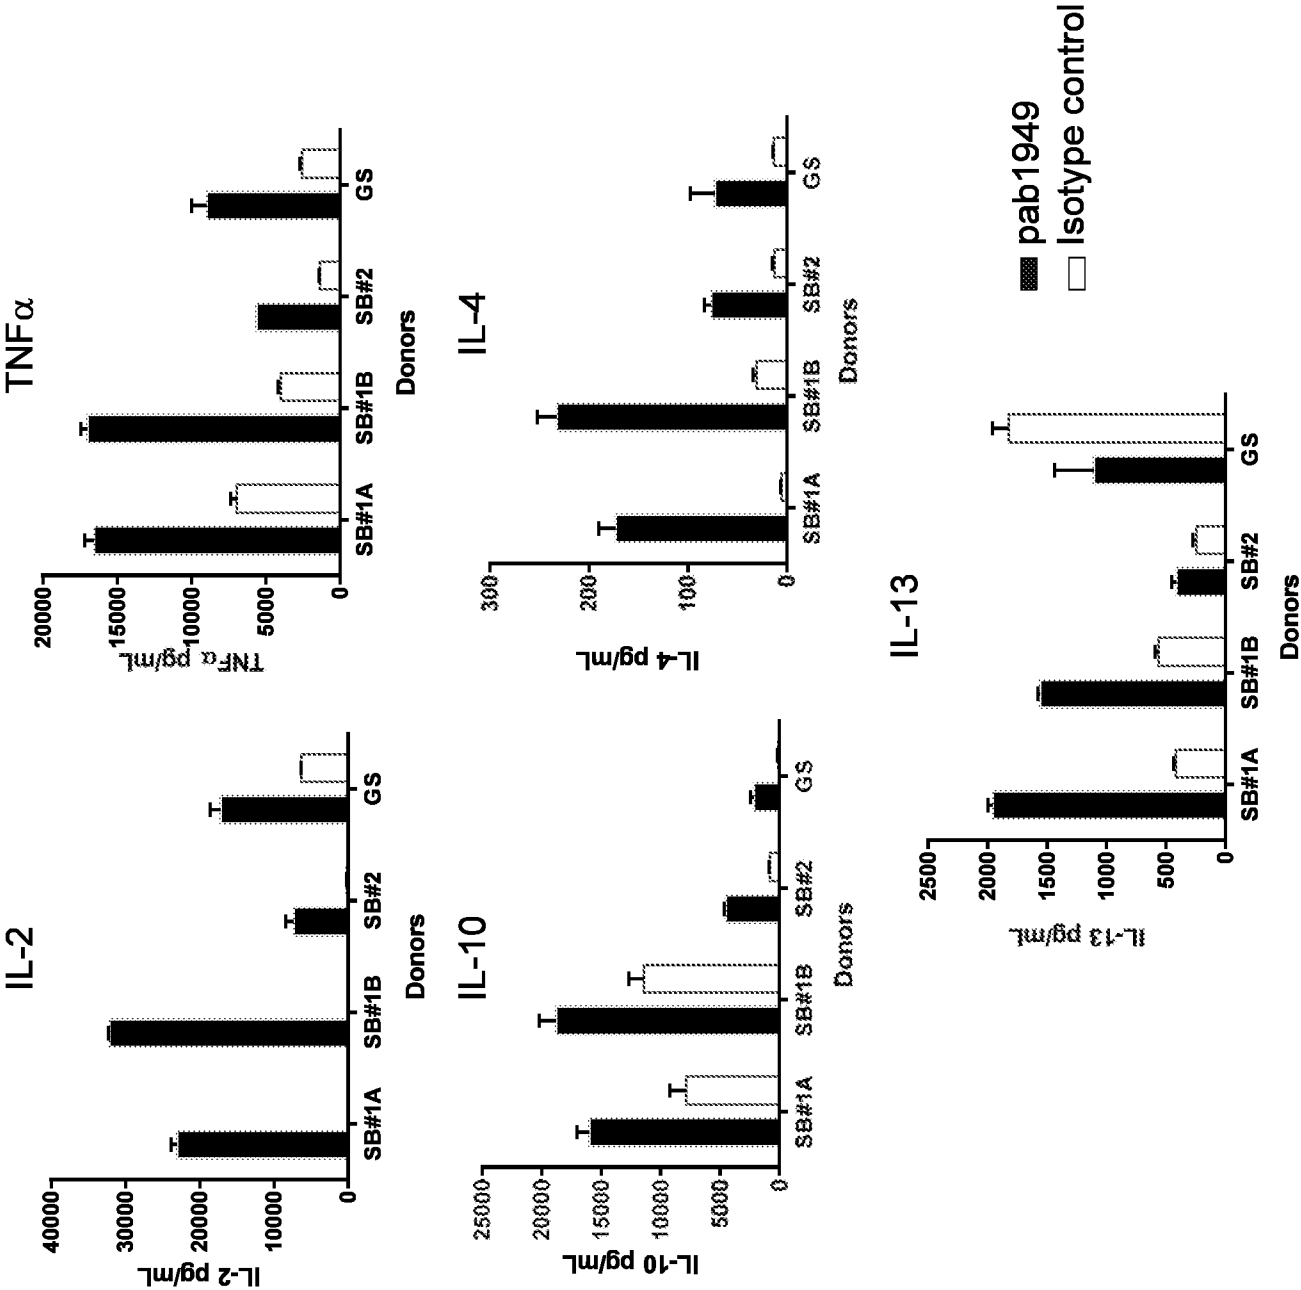 IL-2
IL-2 pg/mL
40000
30000
20000
10000
0
SB#1A
SB#1B
SB#2
GS
Donors
TNFα
TNFα pg/mL
20000
15000
10000
5000
0
SB#1A
SB#1B
SB#2
GS
Donors
IL-10
IL-10 pg/mL
25000
20000
15000
10000
5000
0
SB#1A
SB#1B
SB#2
GS
Donors
IL-4
IL-4 pg/mL
300
200
100
0
SB#1A
SB#1B
SB#2
GS
Donors
IL-13
IL-13 pg/mL
2500
2000
1500
1000
500
0
SB#1A
SB#1B
SB#2
GS
Donors
pab1949
Isotype control